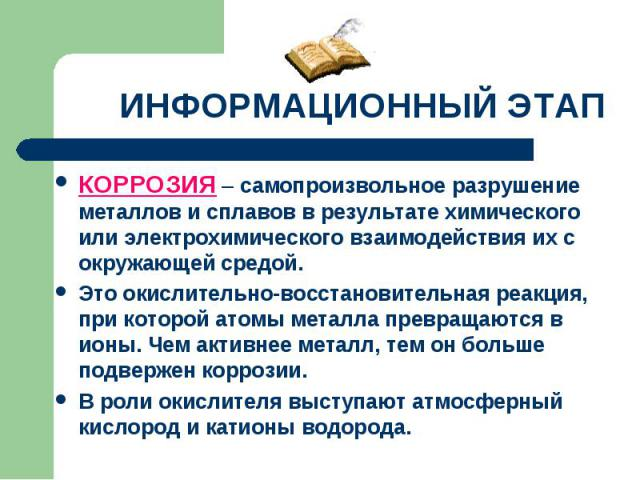 ИНФОРМАЦИОННЫЙ ЭТАП
КОРРОЗИЯ – самопроизвольное разрушение
металлов и сплавов в результате химического
или электрохимического взаимодействия их с
окружающей средой.
Это окислительно-восстановительная реакция,
при которой атомы металла превращаются в
ионы. Чем активнее металл, тем он больше
подвержен коррозии.
В роли окислителя выступают атмосферный
кислород и катионы водорода.